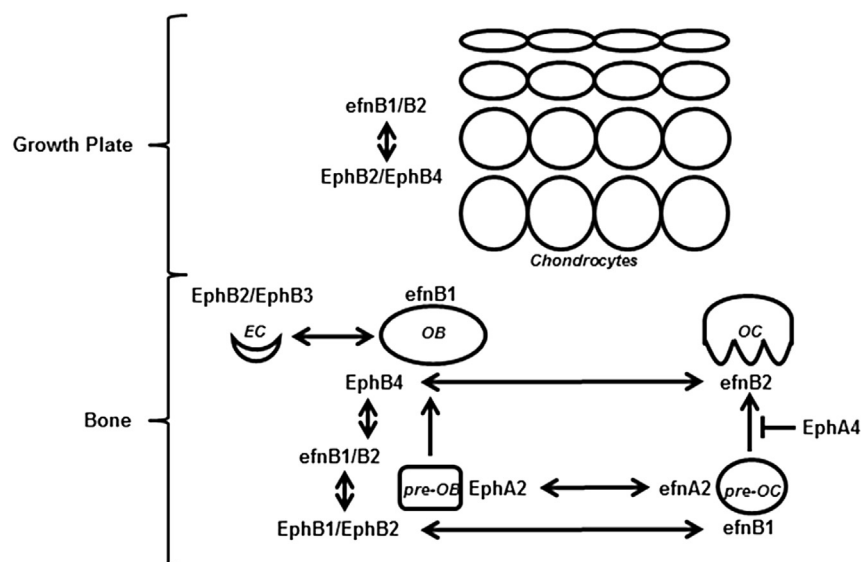 efnB1/B2
Growth Plate
EphB2/EphB4
Chondrocytes
EphB2/EphB3
efnB1
EC
OB
OC
EphB4
efnB2
Bone
EphA4
efnB1/B2
pre-OB
EphA2
efnA2
pre-OC
EphB1/EphB2
efnB1